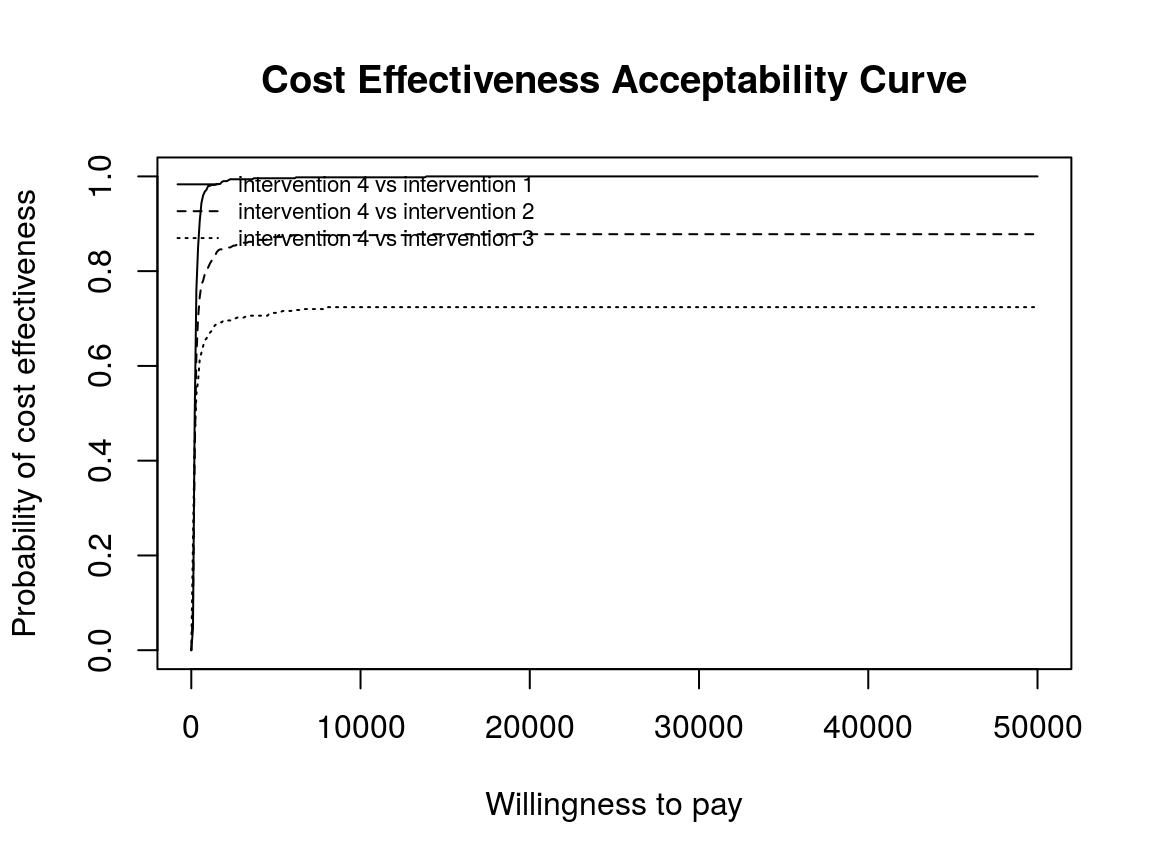 Cost Effectiveness Acceptability Curve
Probability of cost effectiveness
1.0
0.8
0.6
0.4
0.2
0.0
intervention 4 vs intervention 1
intervention 4 vs intervention 2
intervention 4 vs intervention 3
0 10000 20000 30000 40000 50000
Willingness to pay